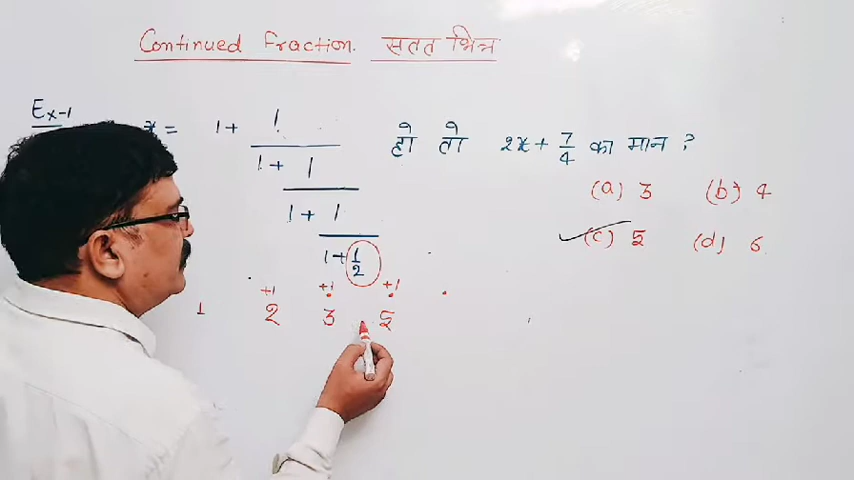 Continued Fraction. सतत भिन्न
Ex-1
x = 1 + 1
1 + 1
1 + 1
1 + 1/2
हो तो 2x + 7/4 का मान ?
(a) 3 (b) 4
(c) 5 (d) 6
+1 +1 +1
1 2 3 5